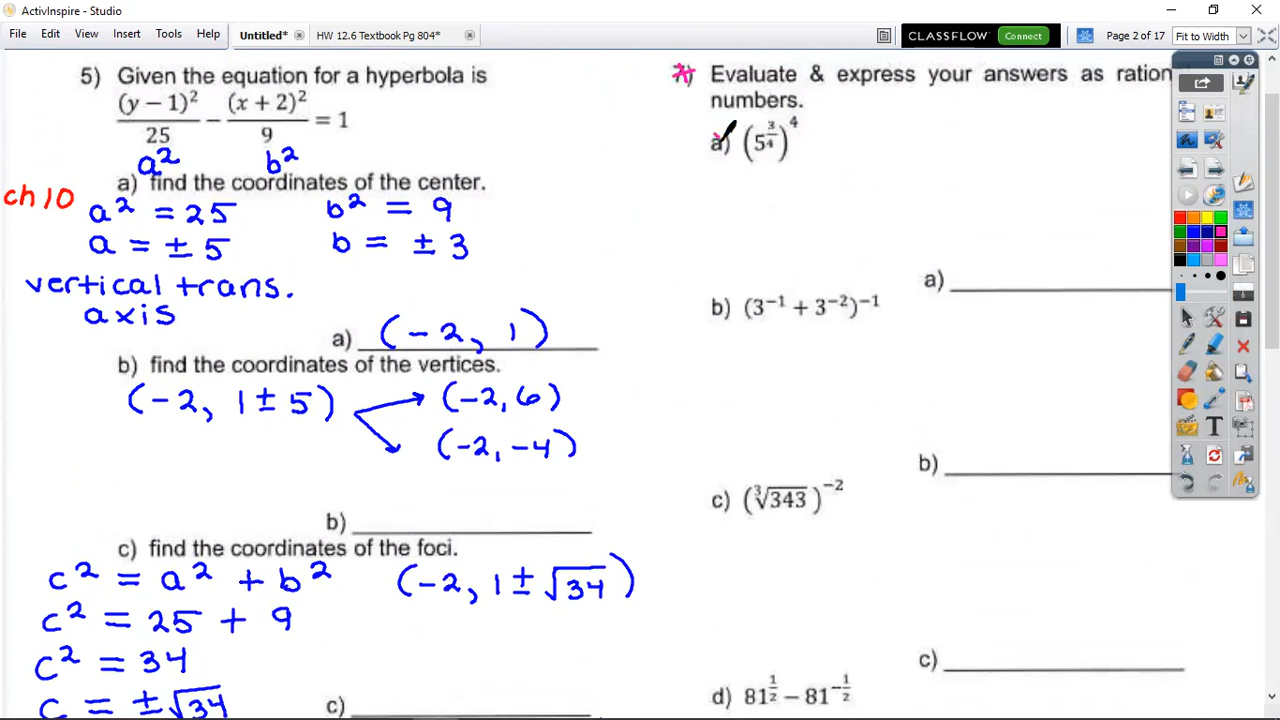 ActivInspire - Studio
File Edit View Insert Tools Help Untitled* HW 12.6 Textbook Pg 804* CLASSFLOW Connect Page 2 of 17 Fit to Width
5) Given the equation for a hyperbola is
(y − 1)²/25 − (x + 2)²/9 = 1
a² b²
a) find the coordinates of the center.
ch 10
a² = 25 b² = 9
a = ± 5 b = ± 3
vertical trans.
axis
a) (-2, 1)
b) find the coordinates of the vertices.
(-2, 1 ± 5) (-2, 6)
(-2, -4)
b)
c) find the coordinates of the foci.
c² = a² + b² (-2, 1 ± √34)
c² = 25 + 9
c² = 34
c = ± √34
c)
Evaluate & express your answers as ration
numbers.
a) (5^(3/4))^4
a)
b) (3⁻¹ + 3⁻²)⁻¹
b)
c) (∛343)⁻²
c)
d) 81^(1/2) − 81^(−1/2)